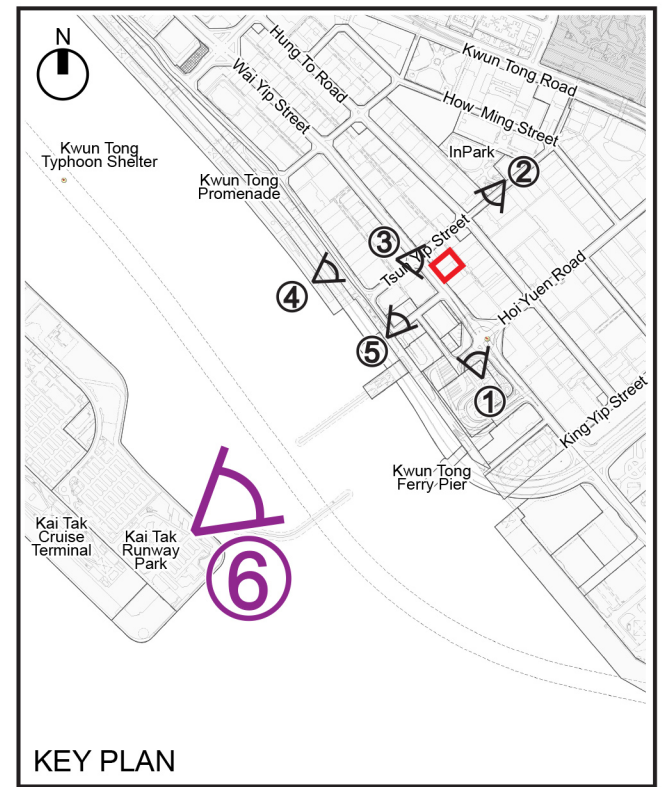 N
Kwun Tong Road
Hung To Road
How Ming Street
Wai Yip Street
Kwun Tong
Typhoon Shelter
InPark
②
Kwun Tong
Promenade
③
Tsun Yip Street
④
Hoi Yuen Road
⑤
①
King Yip Street
Kwun Tong
Ferry Pier
Kai Tak
Cruise
Terminal
Kai Tak
Runway
Park
⑥
KEY PLAN